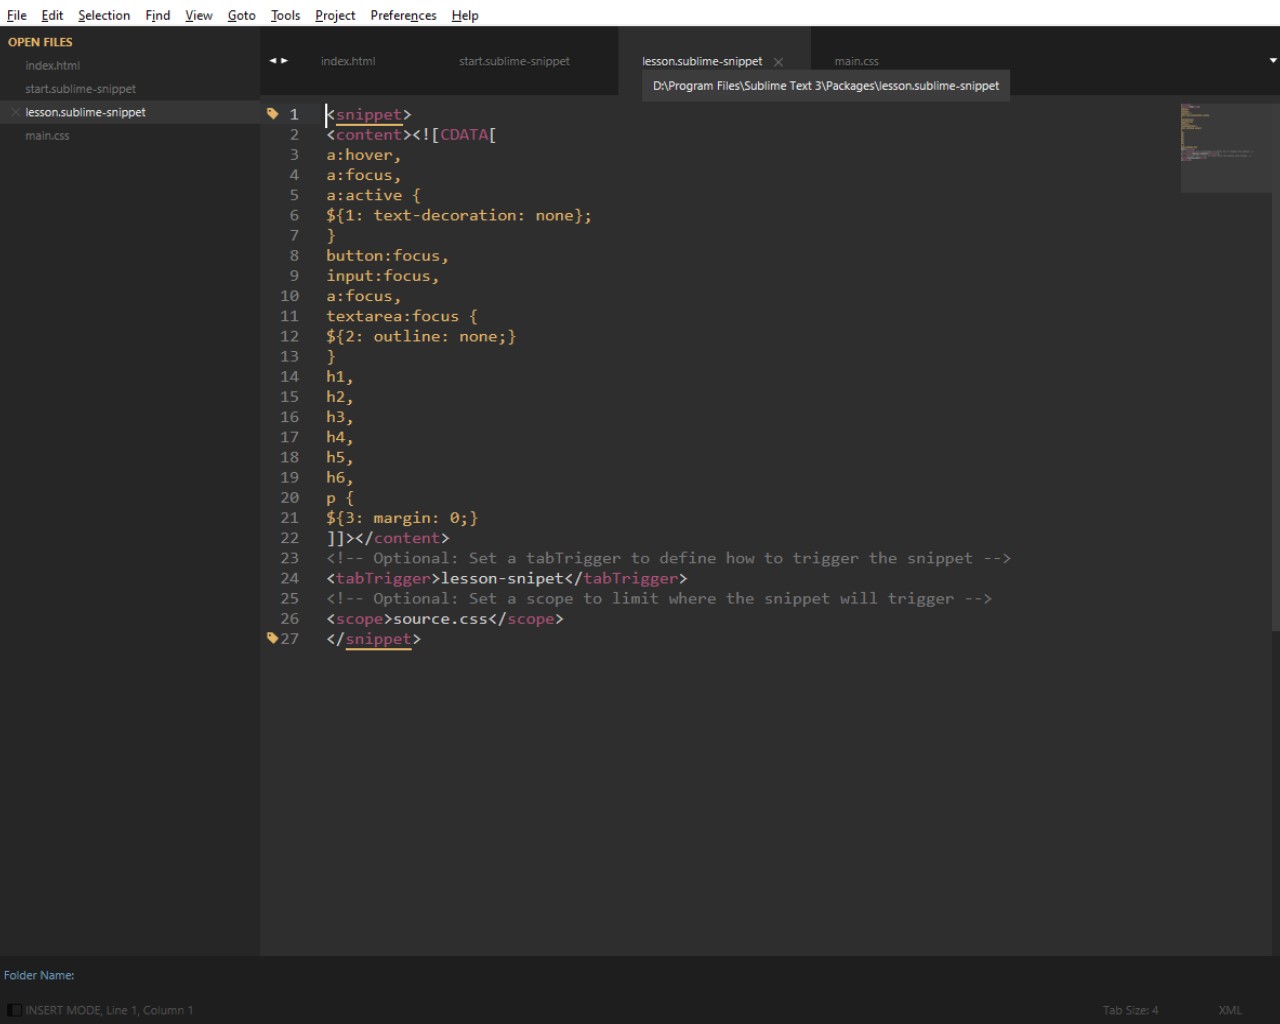 File Edit Selection Find View Goto Tools Project Preferences Help
OPEN FILES
index.html
start.sublime-snippet
lesson.sublime-snippet
main.css
index.html start.sublime-snippet lesson.sublime-snippet main.css
D:\Program Files\Sublime Text 3\Packages\lesson.sublime-snippet
1 <snippet>
2 <content><![CDATA[
3 a:hover,
4 a:focus,
5 a:active {
6 ${1: text-decoration: none};
7 }
8 button:focus,
9 input:focus,
10 a:focus,
11 textarea:focus {
12 ${2: outline: none;}
13 }
14 h1,
15 h2,
16 h3,
17 h4,
18 h5,
19 h6,
20 p {
21 ${3: margin: 0;}
22 ]]></content>
23 <!-- Optional: Set a tabTrigger to define how to trigger the snippet -->
24 <tabTrigger>lesson-snipet</tabTrigger>
25 <!-- Optional: Set a scope to limit where the snippet will trigger -->
26 <scope>source.css</scope>
27 </snippet>
Folder Name:
INSERT MODE, Line 1, Column 1 Tab Size: 4 XML